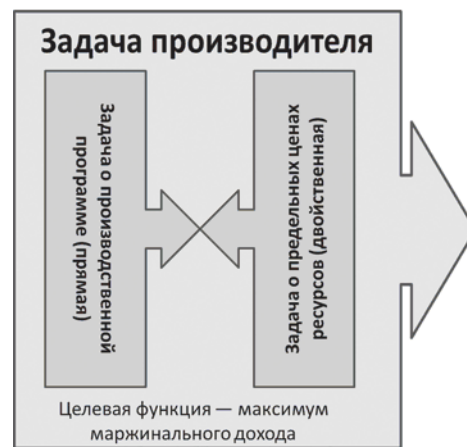 Задача производителя
Задача о производственной
программе (прямая)
Задача о предельных ценах
ресурсов (двойственная)
Целевая функция — максимум
маржинального дохода